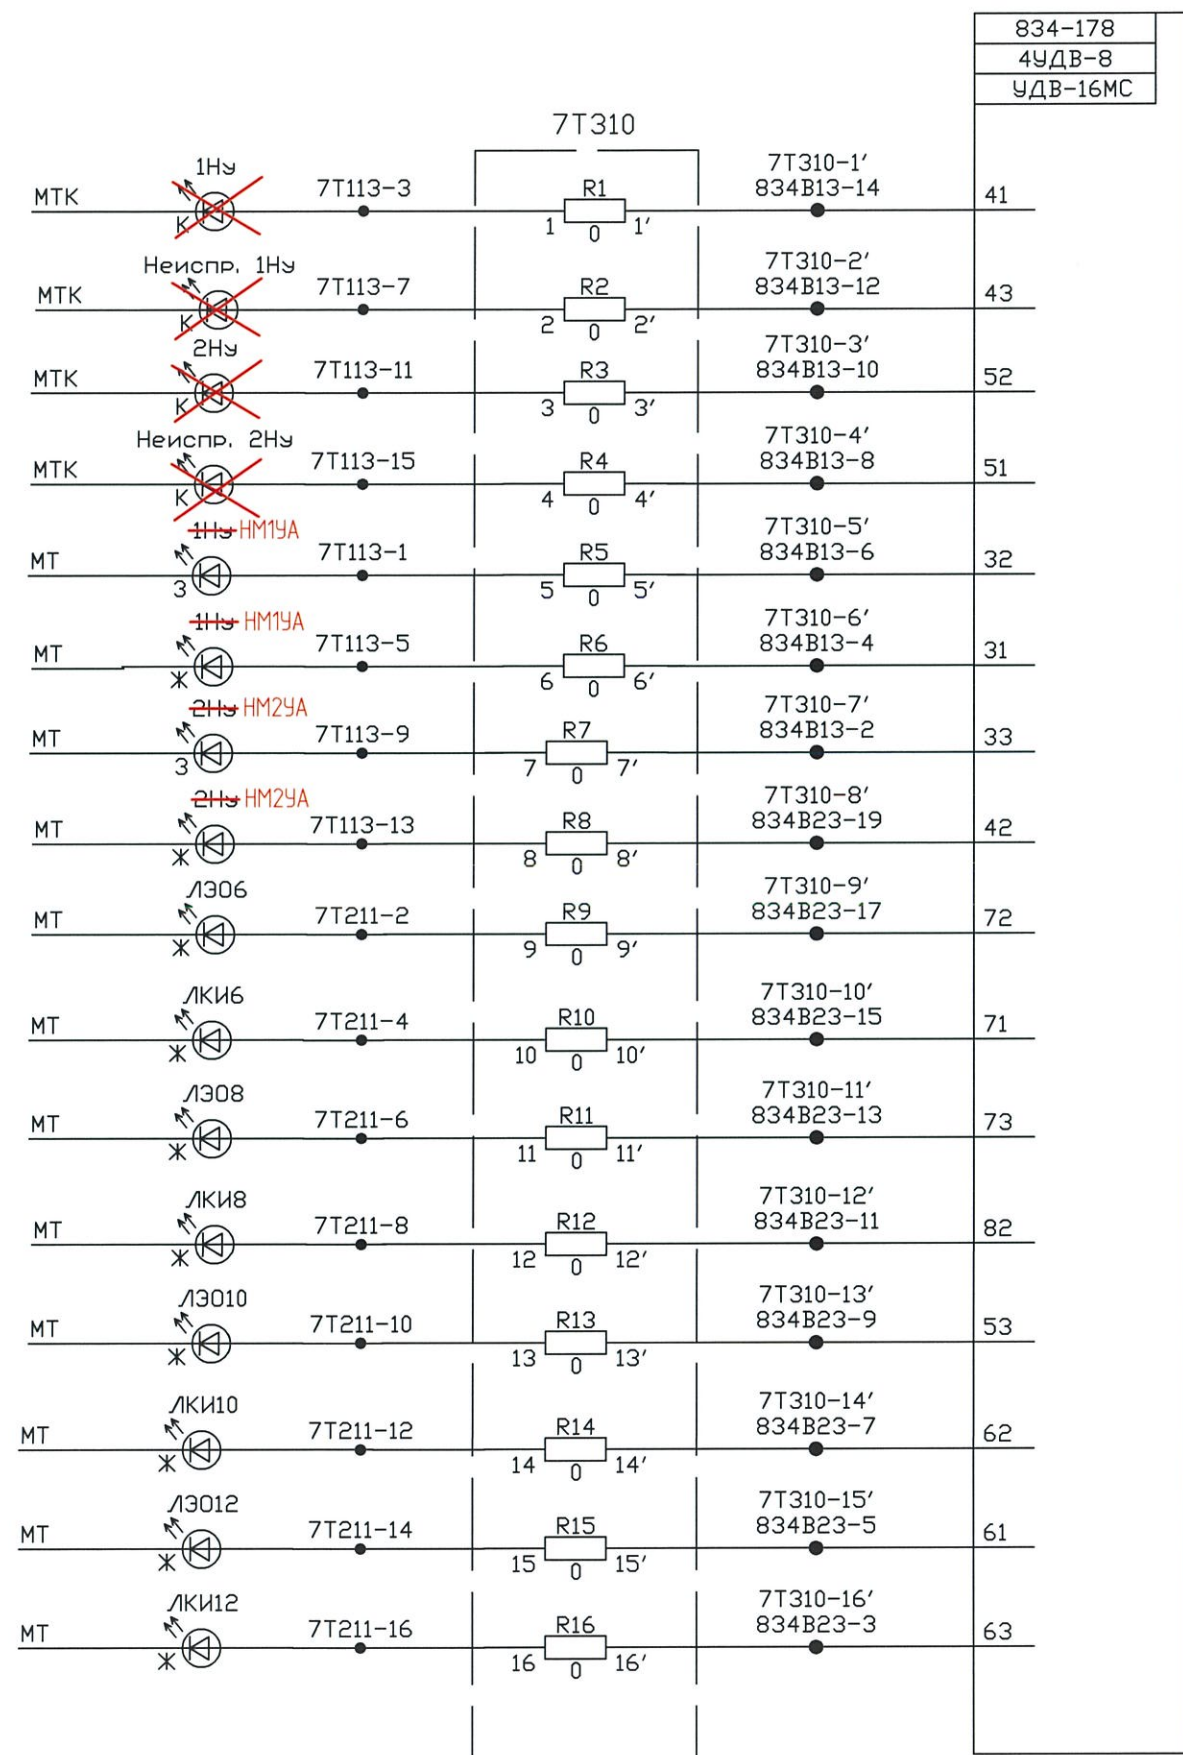 834-178
4УДВ-8
УДВ-16МС
7Т310
1Ну
МТК
К
7Т113-3
R1
1 0 1′
7Т310-1′
834В13-14
41
Неиспр. 1Ну
МТК
К
7Т113-7
R2
2 0 2′
7Т310-2′
834В13-12
43
2Ну
МТК
К
7Т113-11
R3
3 0 3′
7Т310-3′
834В13-10
52
Неиспр. 2Ну
МТК
К
7Т113-15
R4
4 0 4′
7Т310-4′
834В13-8
51
1Ну НМ1УА
МТ
З
7Т113-1
R5
5 0 5′
7Т310-5′
834В13-6
32
1Ну НМ1УА
МТ
Ж
7Т113-5
R6
6 0 6′
7Т310-6′
834В13-4
31
2Ну НМ2УА
МТ
З
7Т113-9
R7
7 0 7′
7Т310-7′
834В13-2
33
2Ну НМ2УА
МТ
Ж
7Т113-13
R8
8 0 8′
7Т310-8′
834В23-19
42
ЛЭО6
МТ
Ж
7Т211-2
R9
9 0 9′
7Т310-9′
834В23-17
72
ЛКИ6
МТ
Ж
7Т211-4
R10
10 0 10′
7Т310-10′
834В23-15
71
ЛЭО8
МТ
Ж
7Т211-6
R11
11 0 11′
7Т310-11′
834В23-13
73
ЛКИ8
МТ
Ж
7Т211-8
R12
12 0 12′
7Т310-12′
834В23-11
82
ЛЭО10
МТ
Ж
7Т211-10
R13
13 0 13′
7Т310-13′
834В23-9
53
ЛКИ10
МТ
Ж
7Т211-12
R14
14 0 14′
7Т310-14′
834В23-7
62
ЛЭО12
МТ
Ж
7Т211-14
R15
15 0 15′
7Т310-15′
834В23-5
61
ЛКИ12
МТ
Ж
7Т211-16
R16
16 0 16′
7Т310-16′
834В23-3
63